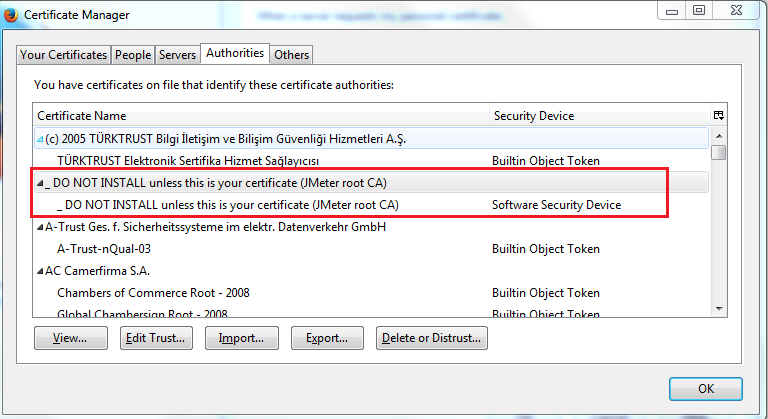 When a server requests my personal certificate
Certificate Manager
Your Certificates People Servers Authorities Others
You have certificates on file that identify these certificate authorities:
Certificate Name Security Device
(c) 2005 TÜRKTRUST Bilgi İletişim ve Bilişim Güvenliği Hizmetleri A.Ş.
TÜRKTRUST Elektronik Sertifika Hizmet Sağlayıcısı Builtin Object Token
_ DO NOT INSTALL unless this is your certificate (JMeter root CA)
_ DO NOT INSTALL unless this is your certificate (JMeter root CA) Software Security Device
A-Trust Ges. f. Sicherheitssysteme im elektr. Datenverkehr GmbH
A-Trust-nQual-03 Builtin Object Token
AC Camerfirma S.A.
Chambers of Commerce Root - 2008 Builtin Object Token
Global Chambersign Root - 2008 Builtin Object Token
View... Edit Trust... Import... Export... Delete or Distrust...
OK